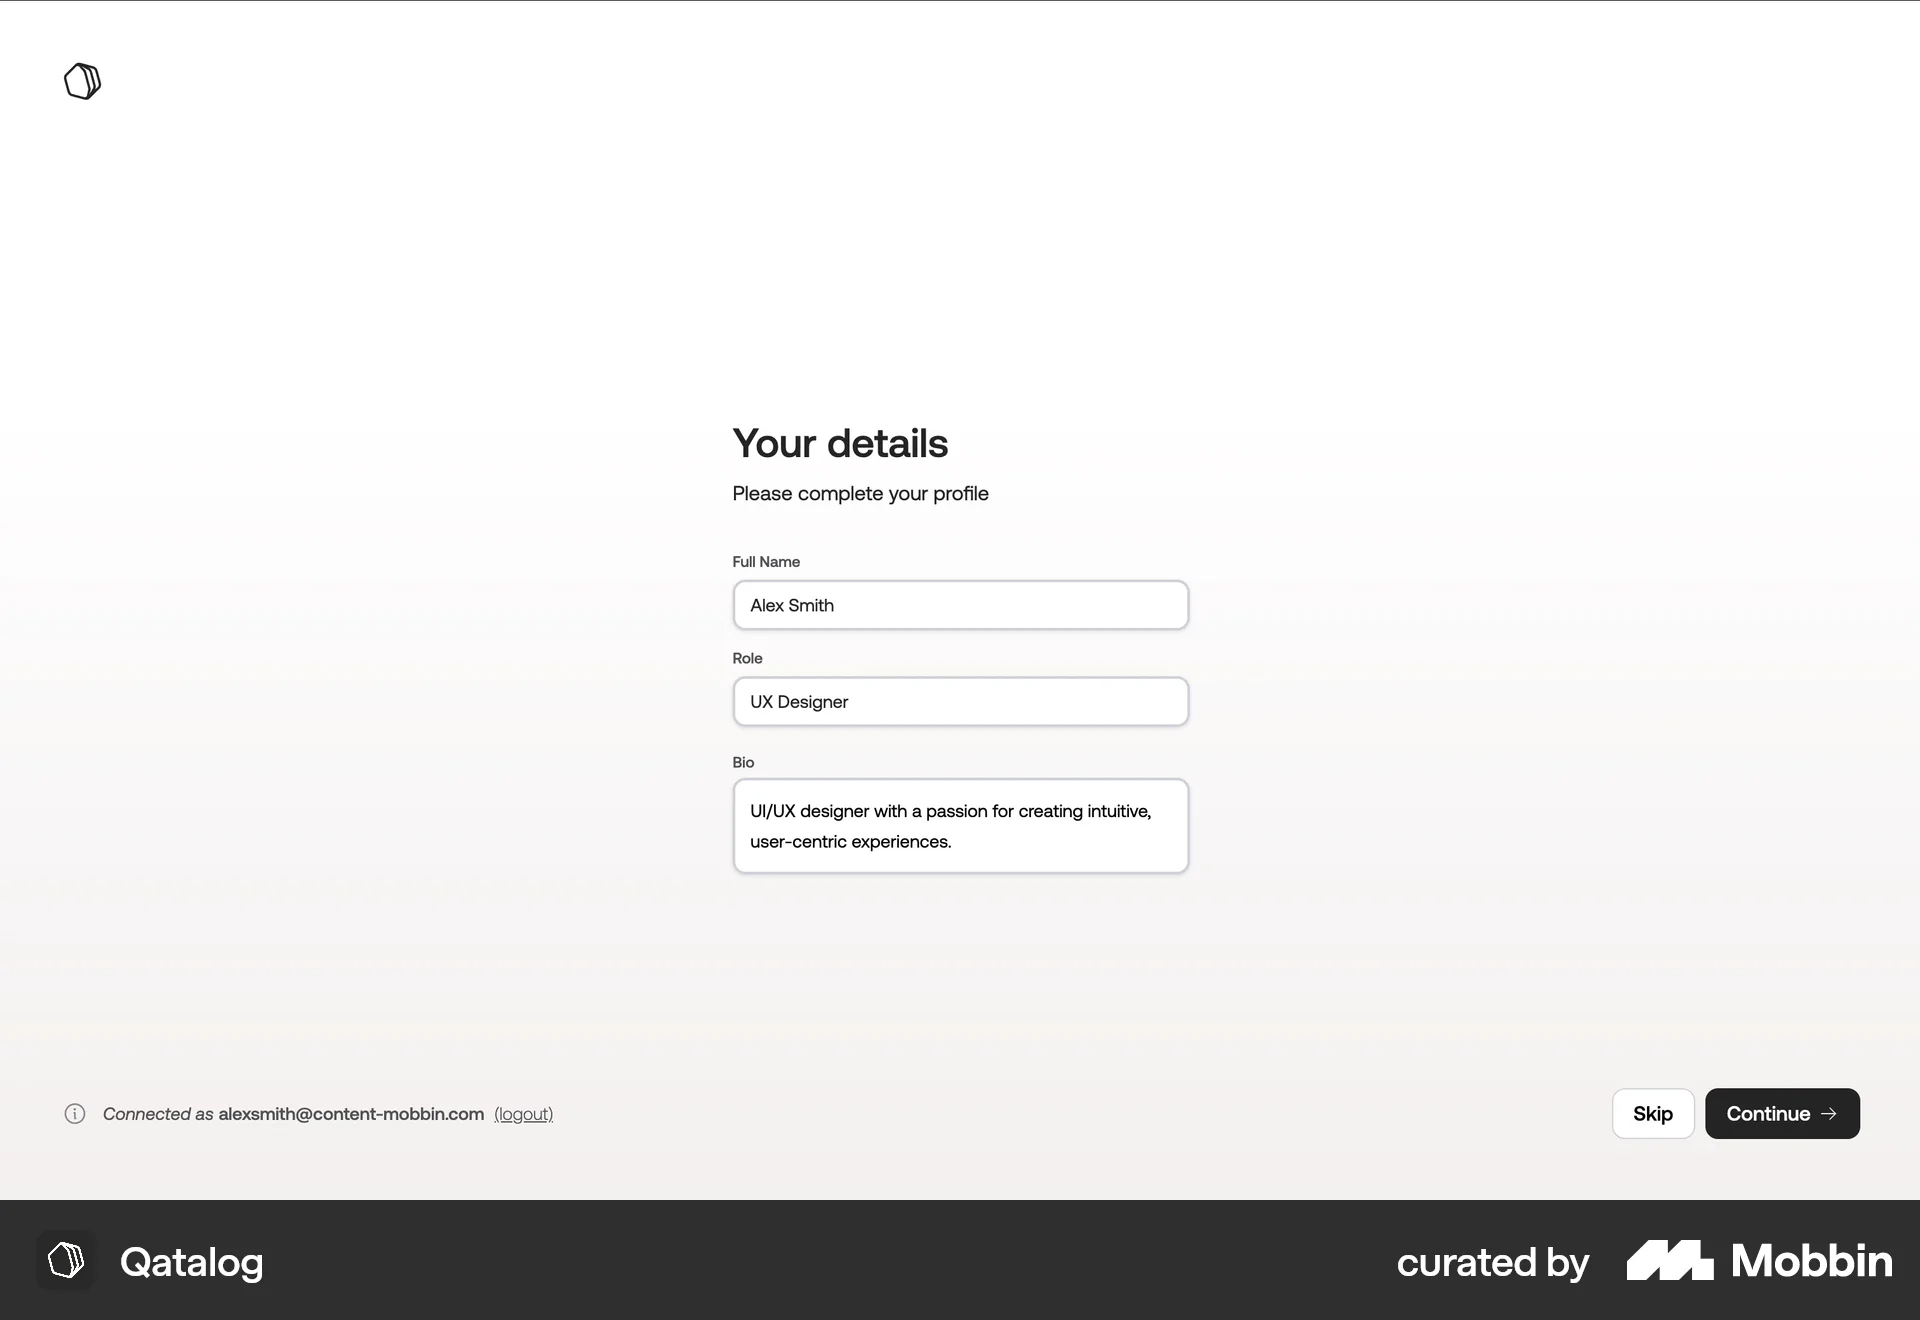 Your details
Please complete your profile
Full Name
Alex Smith
Role
UX Designer
Bio
UI/UX designer with a passion for creating intuitive,
user-centric experiences.
Connected as alexsmith@content-mobbin.com (logout)
Skip
Continue →
Qatalog
curated by Mobbin